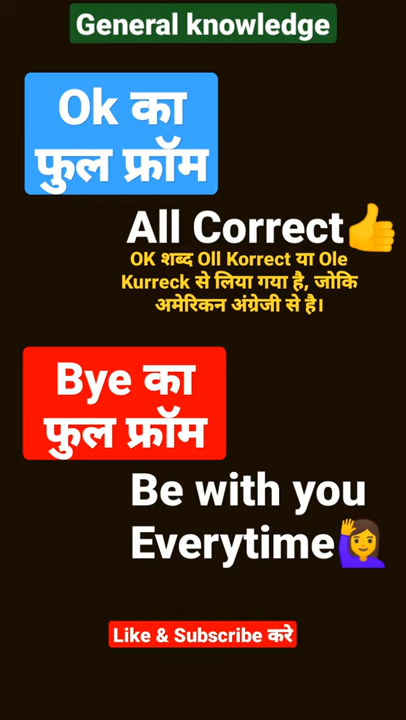 General knowledge
Ok का
फुल फ्रॉम
All Correct
OK शब्द Oll Korrect या Ole
Kurreck से लिया गया है, जोकि
अमेरिकन अंग्रेजी से है।
Bye का
फुल फ्रॉम
Be with you
Everytime
Like & Subscribe करे